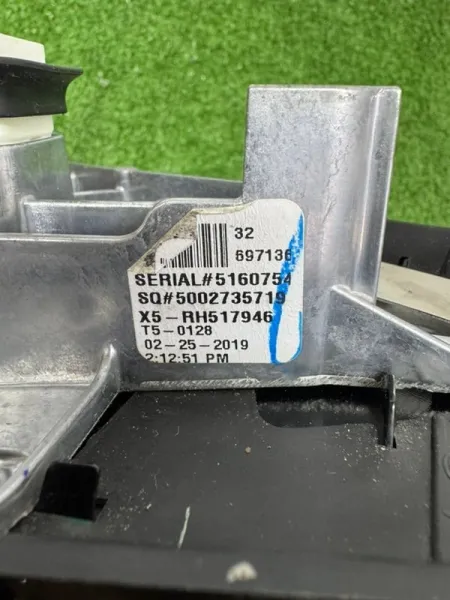 32
697136
SERIAL#5160754
SQ#5002735719
X5-RH517946
T5-0128
02-25-2019
2:12:51 PM